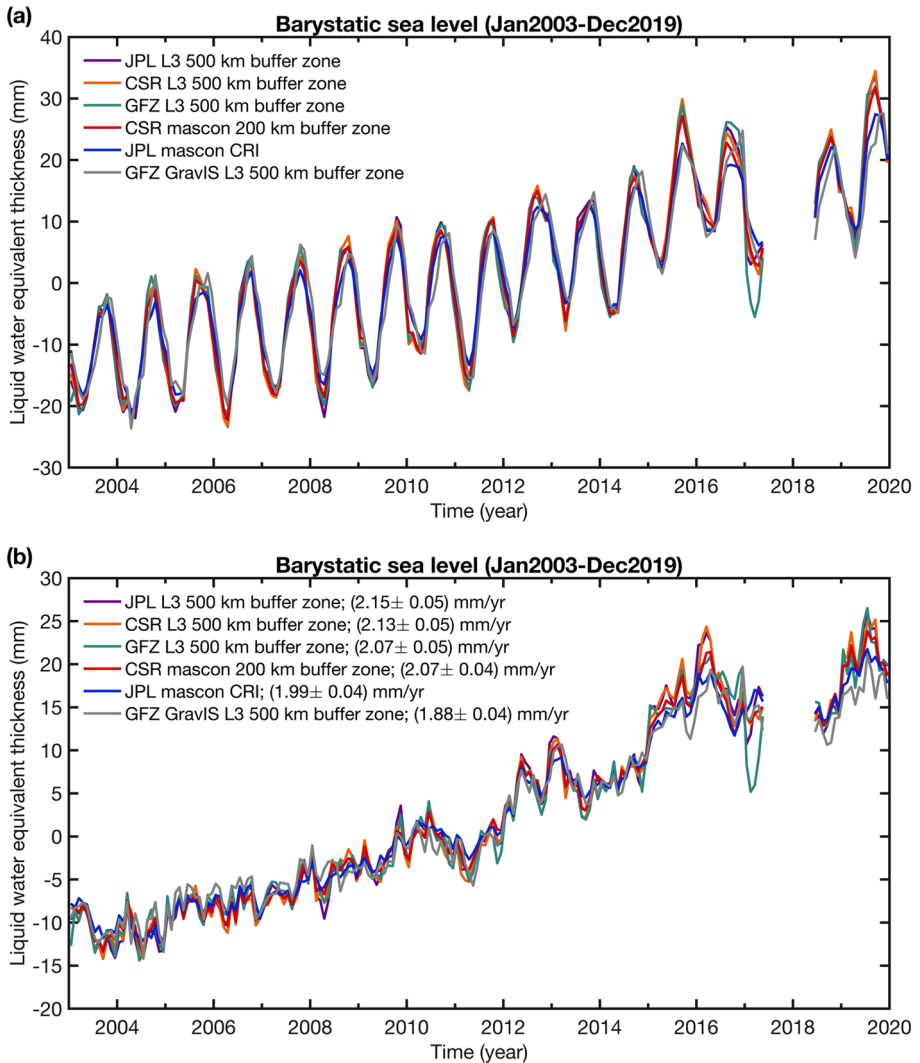 (a)
Barystatic sea level (Jan2003-Dec2019)
Liquid water equivalent thickness (mm)
40
30
20
10
0
-10
-20
-30
JPL L3 500 km buffer zone
CSR L3 500 km buffer zone
GFZ L3 500 km buffer zone
CSR mascon 200 km buffer zone
JPL mascon CRI
GFZ GravIS L3 500 km buffer zone
2004 2006 2008 2010 2012 2014 2016 2018 2020
Time (year)
(b)
Barystatic sea level (Jan2003-Dec2019)
Liquid water equivalent thickness (mm)
30
25
20
15
10
5
0
-5
-10
-15
-20
JPL L3 500 km buffer zone; (2.15± 0.05) mm/yr
CSR L3 500 km buffer zone; (2.13± 0.05) mm/yr
GFZ L3 500 km buffer zone; (2.07± 0.05) mm/yr
CSR mascon 200 km buffer zone; (2.07± 0.04) mm/yr
JPL mascon CRI; (1.99± 0.04) mm/yr
GFZ GravIS L3 500 km buffer zone; (1.88± 0.04) mm/yr
2004 2006 2008 2010 2012 2014 2016 2018 2020
Time (year)